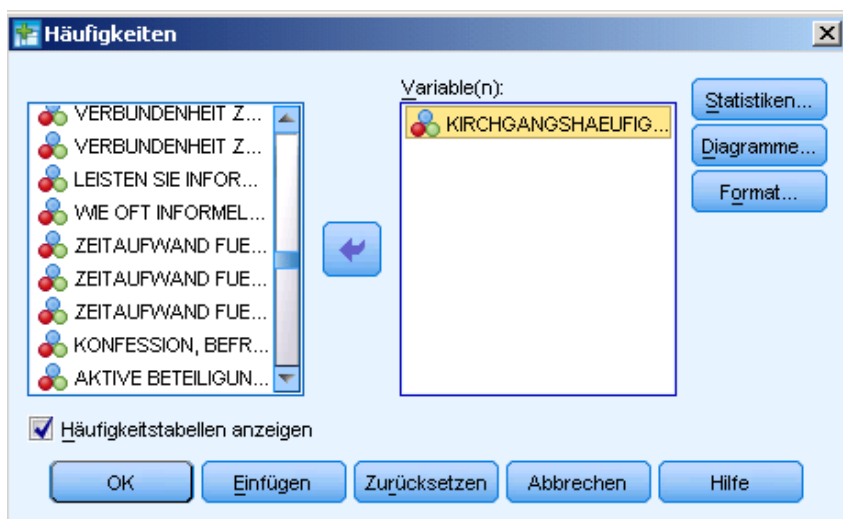 Häufigkeiten
VERBUNDENHEIT Z...
VERBUNDENHEIT Z...
LEISTEN SIE INFOR...
WIE OFT INFORMEL...
ZEITAUFWAND FUE...
ZEITAUFWAND FUE...
ZEITAUFWAND FUE...
KONFESSION, BEFR...
AKTIVE BETEILIGUN...
Variable(n):
KIRCHGANGSHAEUFIG...
Statistiken...
Diagramme...
Format...
Häufigkeitstabellen anzeigen
OK
Einfügen
Zurücksetzen
Abbrechen
Hilfe